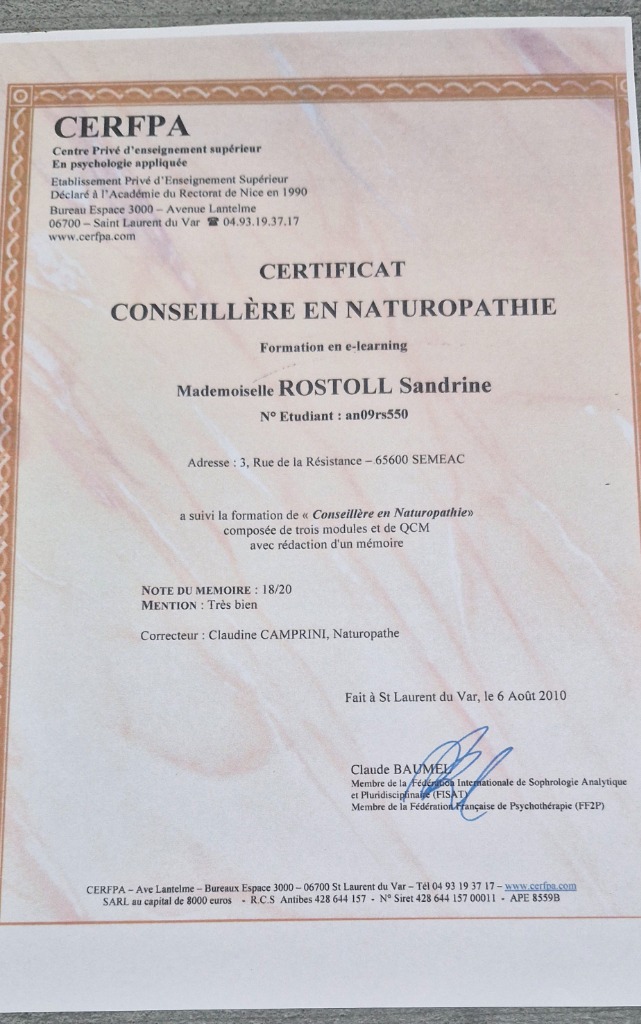 CERFPA
Centre Privé d'enseignement supérieur
En psychologie appliquée
Etablissement Privé d'Enseignement Supérieur
Déclaré à l'Académie du Rectorat de Nice en 1990
Bureau Espace 3000 – Avenue Lantelme
06700 – Saint Laurent du Var ☎ 04.93.19.37.17
www.cerfpa.com
CERTIFICAT
CONSEILLÈRE EN NATUROPATHIE
Formation en e-learning
Mademoiselle ROSTOLL Sandrine
N° Etudiant : an09rs550
Adresse : 3, Rue de la Résistance – 65600 SEMEAC
a suivi la formation de « Conseillère en Naturopathie»
composée de trois modules et de QCM
avec rédaction d'un mémoire
NOTE DU MEMOIRE : 18/20
MENTION : Très bien
Correcteur : Claudine CAMPRINI, Naturopathe
Fait à St Laurent du Var, le 6 Août 2010
Claude BAUMEL
Membre de la Fédération Internationale de Sophrologie Analytique
et Pluridisciplinaire (FISAT)
Membre de la Fédération Française de Psychothérapie (FF2P)
CERFPA – Ave Lantelme – Bureaux Espace 3000 – 06700 St Laurent du Var – Tél 04 93 19 37 17 – www.cerfpa.com
SARL au capital de 8000 euros - R.C.S Antibes 428 644 157 - N° Siret 428 644 157 00011 - APE 8559B